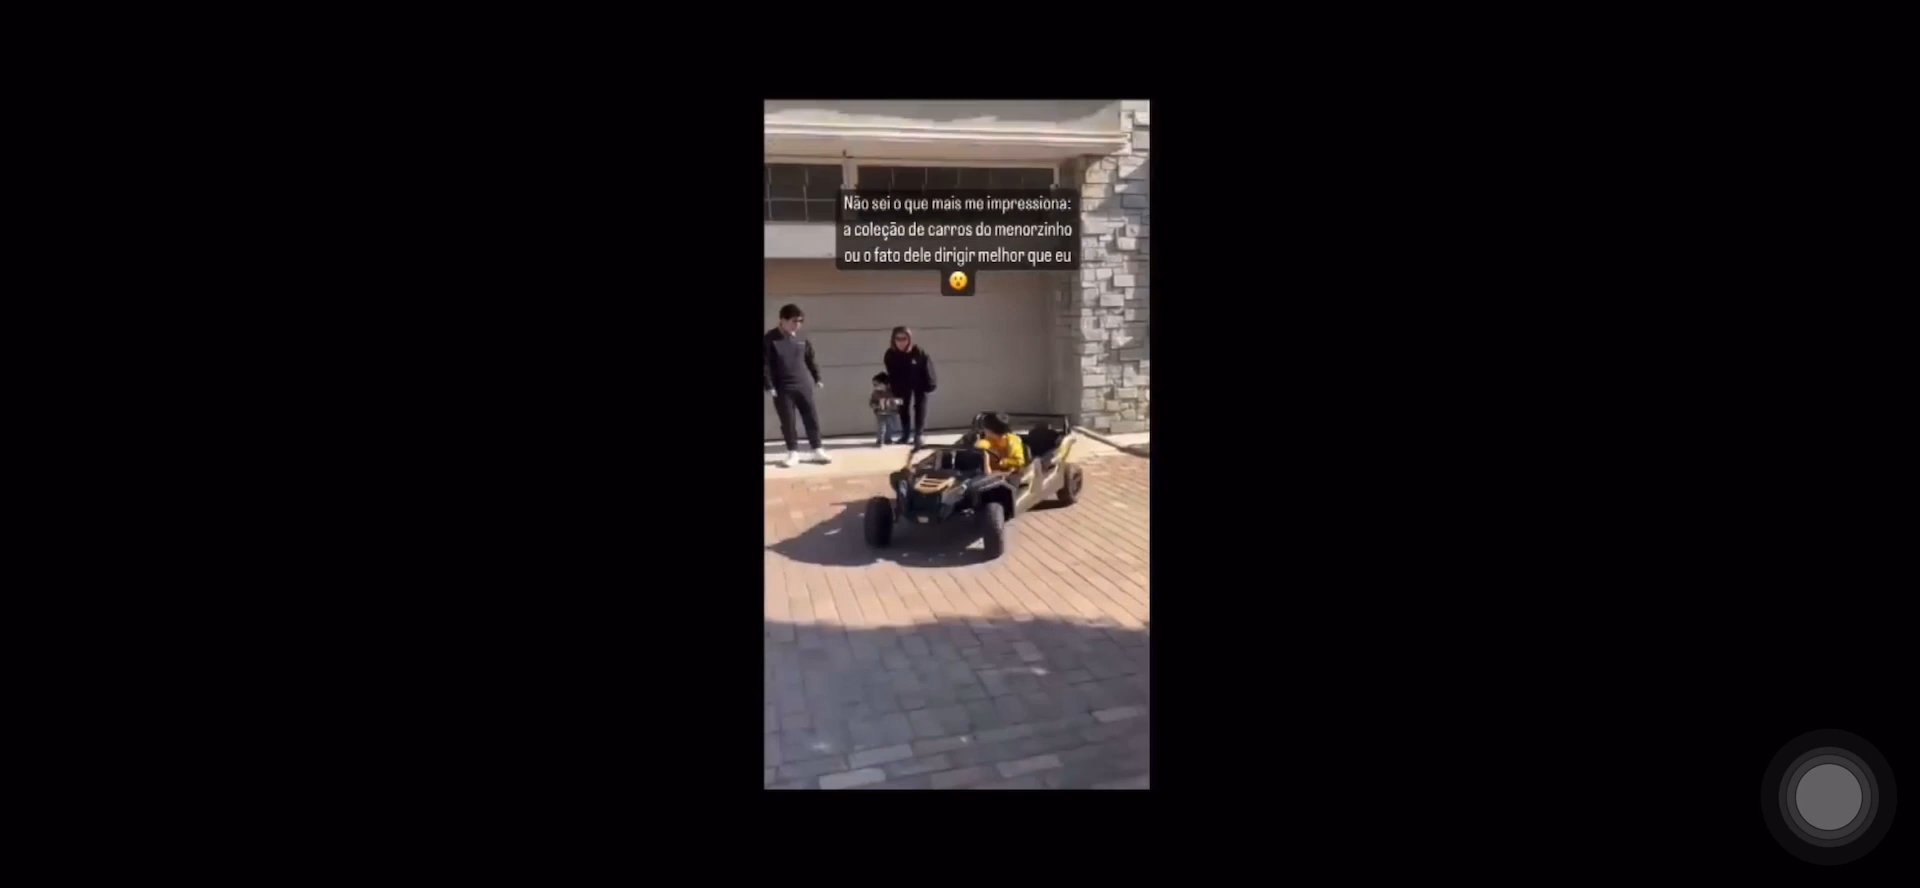 Não sei o que mais me impressiona:
a coleção de carros do menorzinho
ou o fato dele dirigir melhor que eu
😮